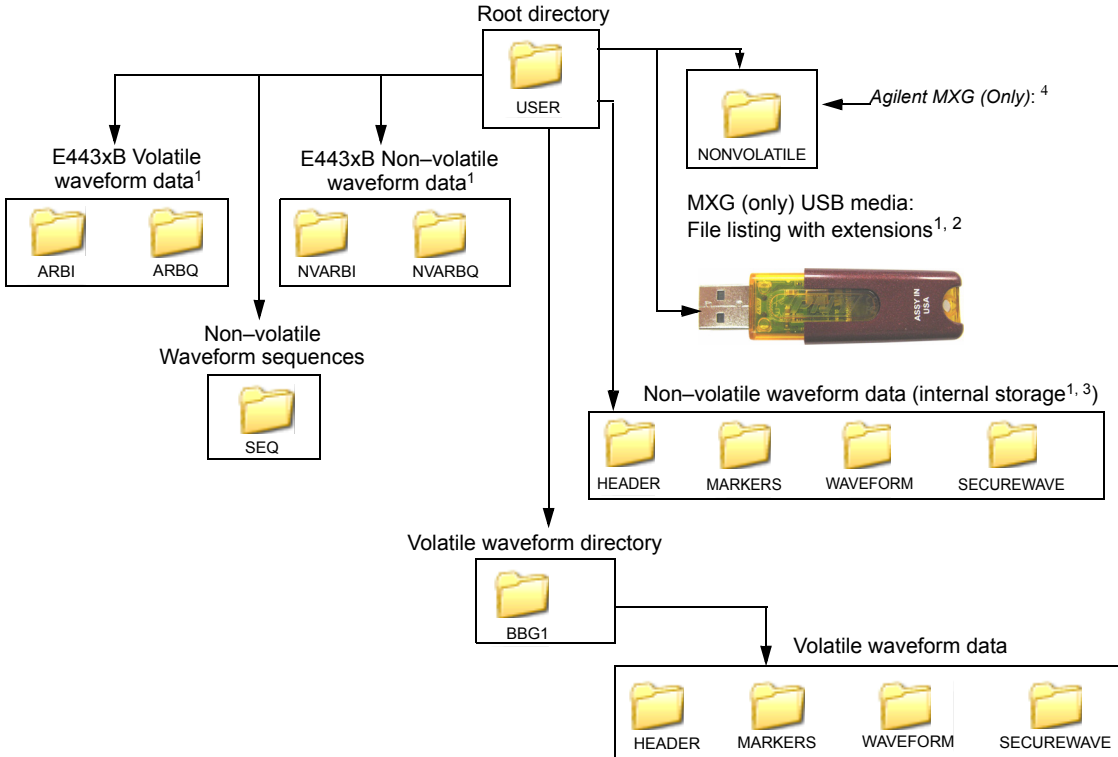 Root directory
USER
Agilent MXG (Only): 4
NONVOLATILE
E443xB Volatile
waveform data1
ARBI
ARBQ
E443xB Non–volatile
waveform data1
NVARBI
NVARBQ
MXG (only) USB media:
File listing with extensions1, 2
ASSY IN
USA
Non–volatile
Waveform sequences
SEQ
Non–volatile waveform data (internal storage1, 3)
HEADER
MARKERS
WAVEFORM
SECUREWAVE
Volatile waveform directory
BBG1
Volatile waveform data
HEADER
MARKERS
WAVEFORM
SECUREWAVE